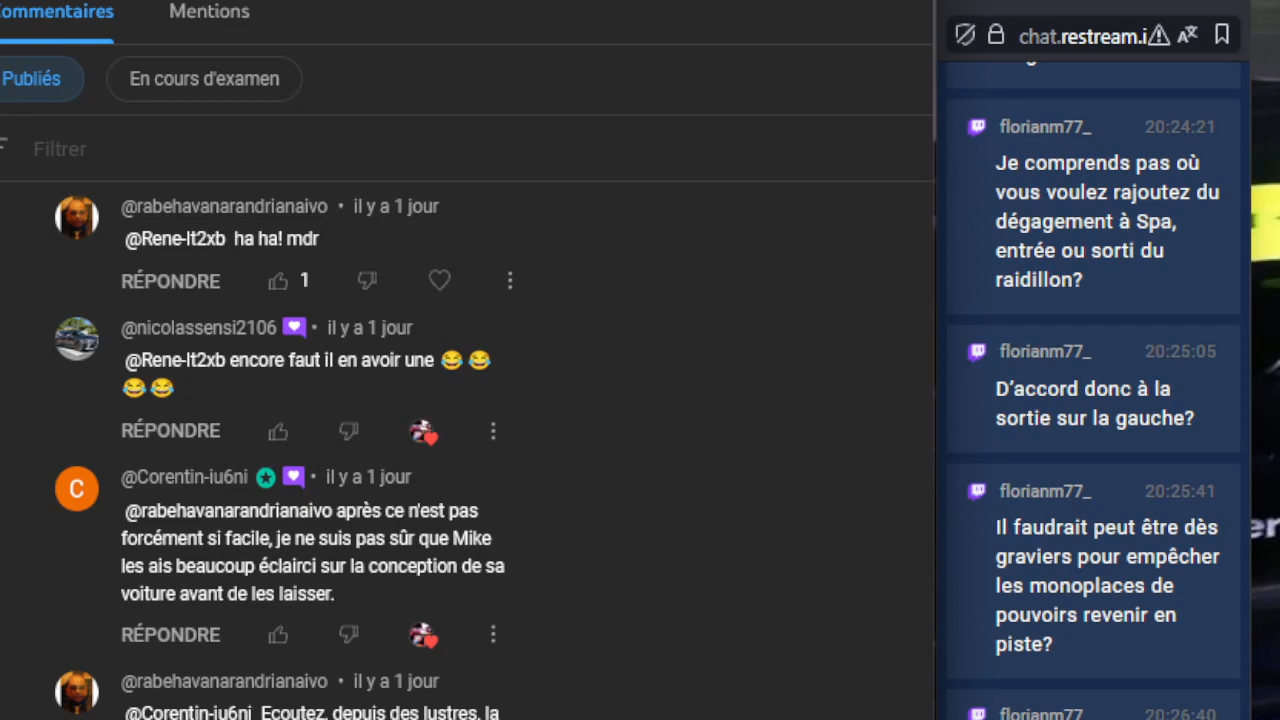 Commentaires
Mentions
Publiés
En cours d'examen
Filtrer
@rabehavanarandrianaivo • il y a 1 jour
@Rene-lt2xb ha ha! mdr
RÉPONDRE 1
@nicolassensi2106 • il y a 1 jour
@Rene-lt2xb encore faut il en avoir une 😂 😂
😂 😂
RÉPONDRE
C
@Corentin-iu6ni • il y a 1 jour
@rabehavanarandrianaivo après ce n'est pas
forcément si facile, je ne suis pas sûr que Mike
les ais beaucoup éclairci sur la conception de sa
voiture avant de les laisser.
RÉPONDRE
@rabehavanarandrianaivo • il y a 1 jour
@Corentin-iu6ni Ecoutez, depuis des lustres, la
chat.restream.i
florianm77_ 20:24:21
Je comprends pas où
vous voulez rajoutez du
dégagement à Spa,
entrée ou sorti du
raidillon?
florianm77_ 20:25:05
D'accord donc à la
sortie sur la gauche?
florianm77_ 20:25:41
Il faudrait peut être dès
graviers pour empêcher
les monoplaces de
pouvoirs revenir en
piste?
florianm77_ 20:26:40